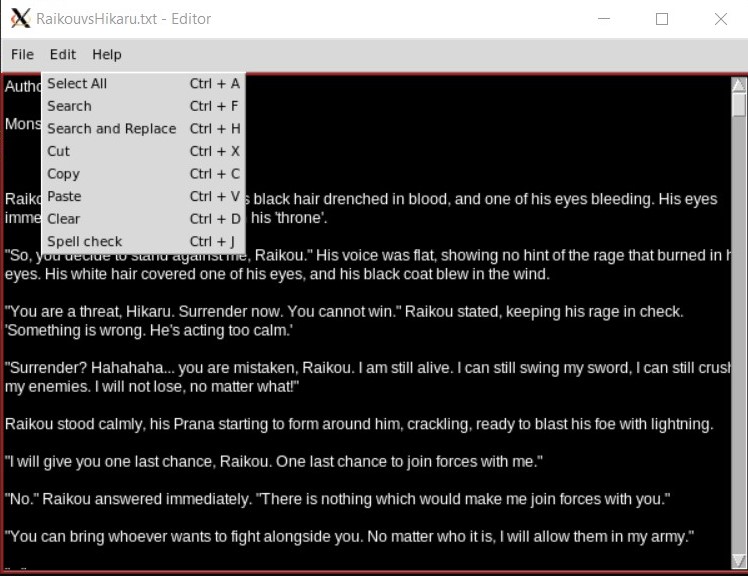 RaikouvsHikaru.txt - Editor
File Edit Help
Select All Ctrl + A
Search Ctrl + F
Search and Replace Ctrl + H
Cut Ctrl + X
Copy Ctrl + C
Paste Ctrl + V
Clear Ctrl + D
Spell check Ctrl + J
black hair drenched in blood, and one of his eyes bleeding. His eyes
his 'throne'.
"So, you decide to stand against me, Raikou." His voice was flat, showing no hint of the rage that burned in
eyes. His white hair covered one of his eyes, and his black coat blew in the wind.
"You are a threat, Hikaru. Surrender now. You cannot win." Raikou stated, keeping his rage in check.
'Something is wrong. He's acting too calm.'
"Surrender? Hahahaha... you are mistaken, Raikou. I am still alive. I can still swing my sword, I can still crush
my enemies. I will not lose, no matter what!"
Raikou stood calmly, his Prana starting to form around him, crackling, ready to blast his foe with lightning.
"I will give you one last chance, Raikou. One last chance to join forces with me."
"No." Raikou answered immediately. "There is nothing which would make me join forces with you."
"You can bring whoever wants to fight alongside you. No matter who it is, I will allow them in my army."